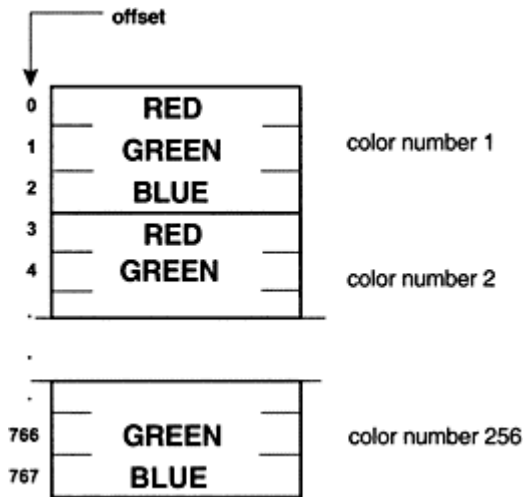 offset
0 RED
1 GREEN color number 1
2 BLUE
3 RED
4 GREEN
color number 2
.
.
.
766 GREEN color number 256
767 BLUE